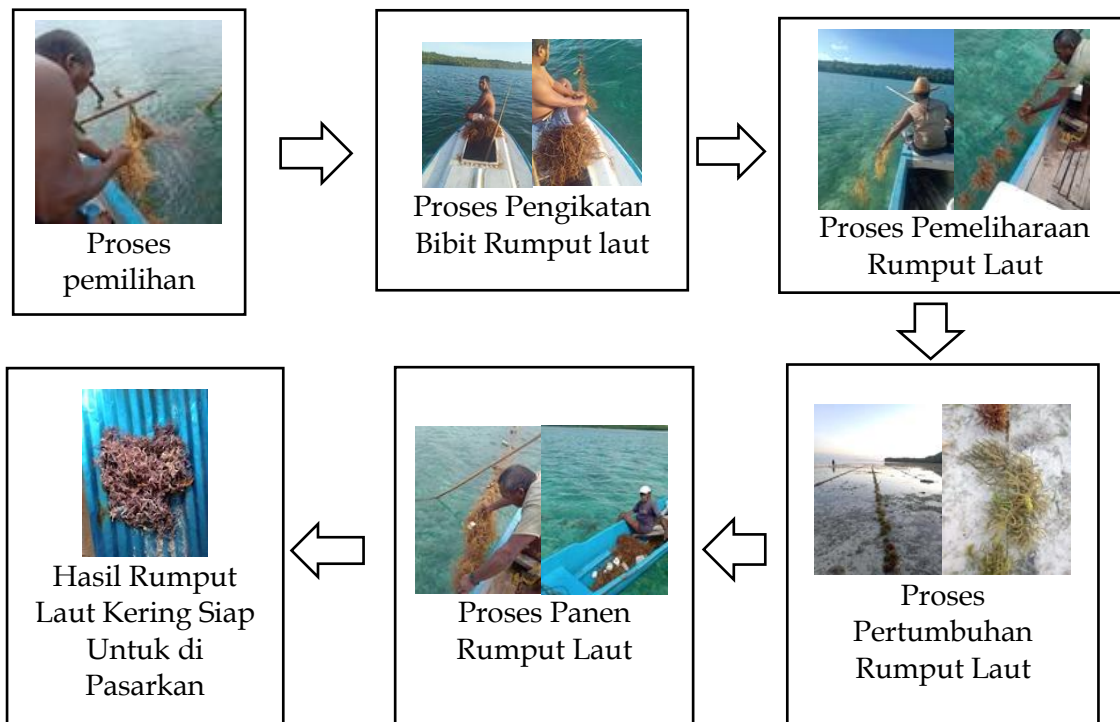 Proses
pemilihan
Proses Pengikatan
Bibit Rumput laut
Proses Pemeliharaan
Rumput Laut
Proses
Pertumbuhan
Rumput Laut
Proses Panen
Rumput Laut
Hasil Rumput
Laut Kering Siap
Untuk di
Pasarkan